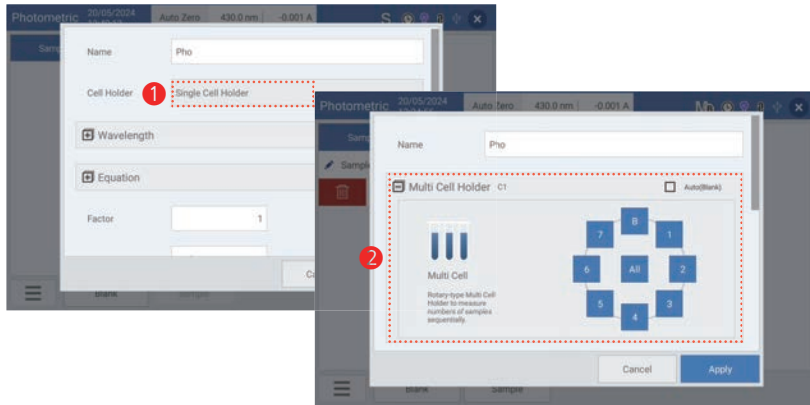 Photometric 20/05/2024 Auto Zero 430.0 nm -0.001 A S
Name Pho
Cell Holder 1 Single Cell Holder
Wavelength
Equation
Factor 1
Blank Sample
Photometric 20/05/2024 Auto Zero 430.0 nm -0.001 A
Name Pho
Multi Cell Holder C1 Auto(Blank)
2
B
7 1
6 All 2
5 3
4
Multi Cell
Rotary-type Multi Cell
Holder to measure
numbers of samples
sequentially.
Cancel Apply
Blank Sample